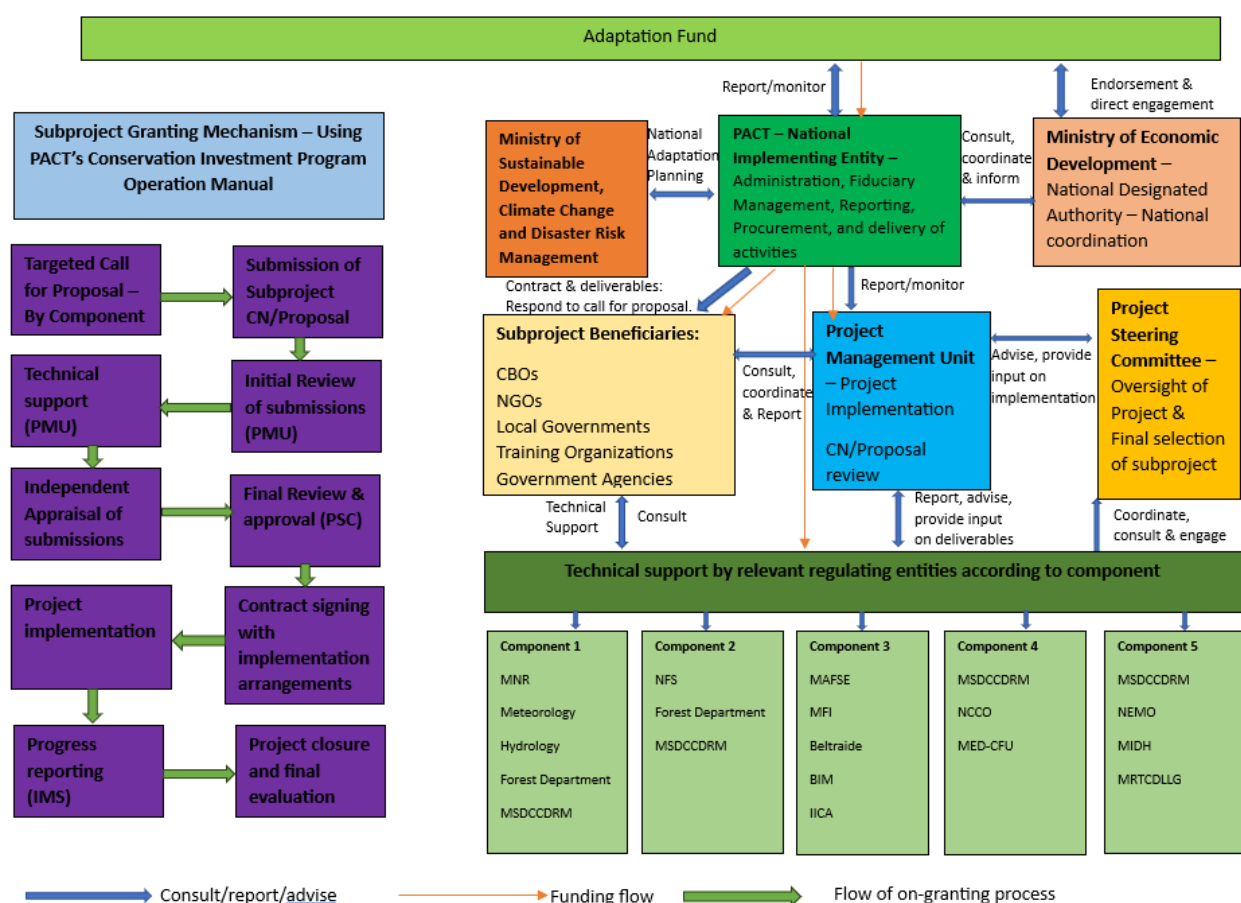 Adaptation Fund
Report/monitor
Endorsement &
direct engagement
Subproject Granting Mechanism – Using
PACT's Conservation Investment Program
Operation Manual
Ministry of
Sustainable
Development,
Climate Change
and Disaster Risk
Management
National
Adaptation
Planning
PACT – National
Implementing Entity –
Administration, Fiduciary
Management, Reporting,
Procurement, and delivery of
activities
Consult,
coordinate
& inform
Ministry of Economic
Development –
National Designated
Authority – National
coordination
Targeted Call
for Proposal –
By Component
Submission of
Subproject
CN/Proposal
Technical
support
(PMU)
Initial Review
of submissions
(PMU)
Independent
Appraisal of
submissions
Final Review &
approval (PSC)
Project
implementation
Contract signing
with
implementation
arrangements
Progress
reporting
(IMS)
Project closure
and final
evaluation
Contract & deliverables:
Respond to call for proposal.
Report/monitor
Subproject Beneficiaries:
CBOs
NGOs
Local Governments
Training Organizations
Government Agencies
Consult,
coordinate
& Report
Project
Management Unit
– Project
Implementation
CN/Proposal
review
Advise, provide
input on
implementation
Project
Steering
Committee –
Oversight of
Project &
Final selection
of subproject
Technical
Support
Consult
Report, advise,
provide input
on deliverables
Coordinate,
consult & engage
Technical support by relevant regulating entities according to component
Component 1
MNR
Meteorology
Hydrology
Forest Department
MSDCCDRM
Component 2
NFS
Forest Department
MSDCCDRM
Component 3
MAFSE
MFI
Beltraide
BIM
IICA
Component 4
MSDCCDRM
NCCO
MED-CFU
Component 5
MSDCCDRM
NEMO
MIDH
MRTCDLLG
Consult/report/advise
Funding flow
Flow of on-granting process